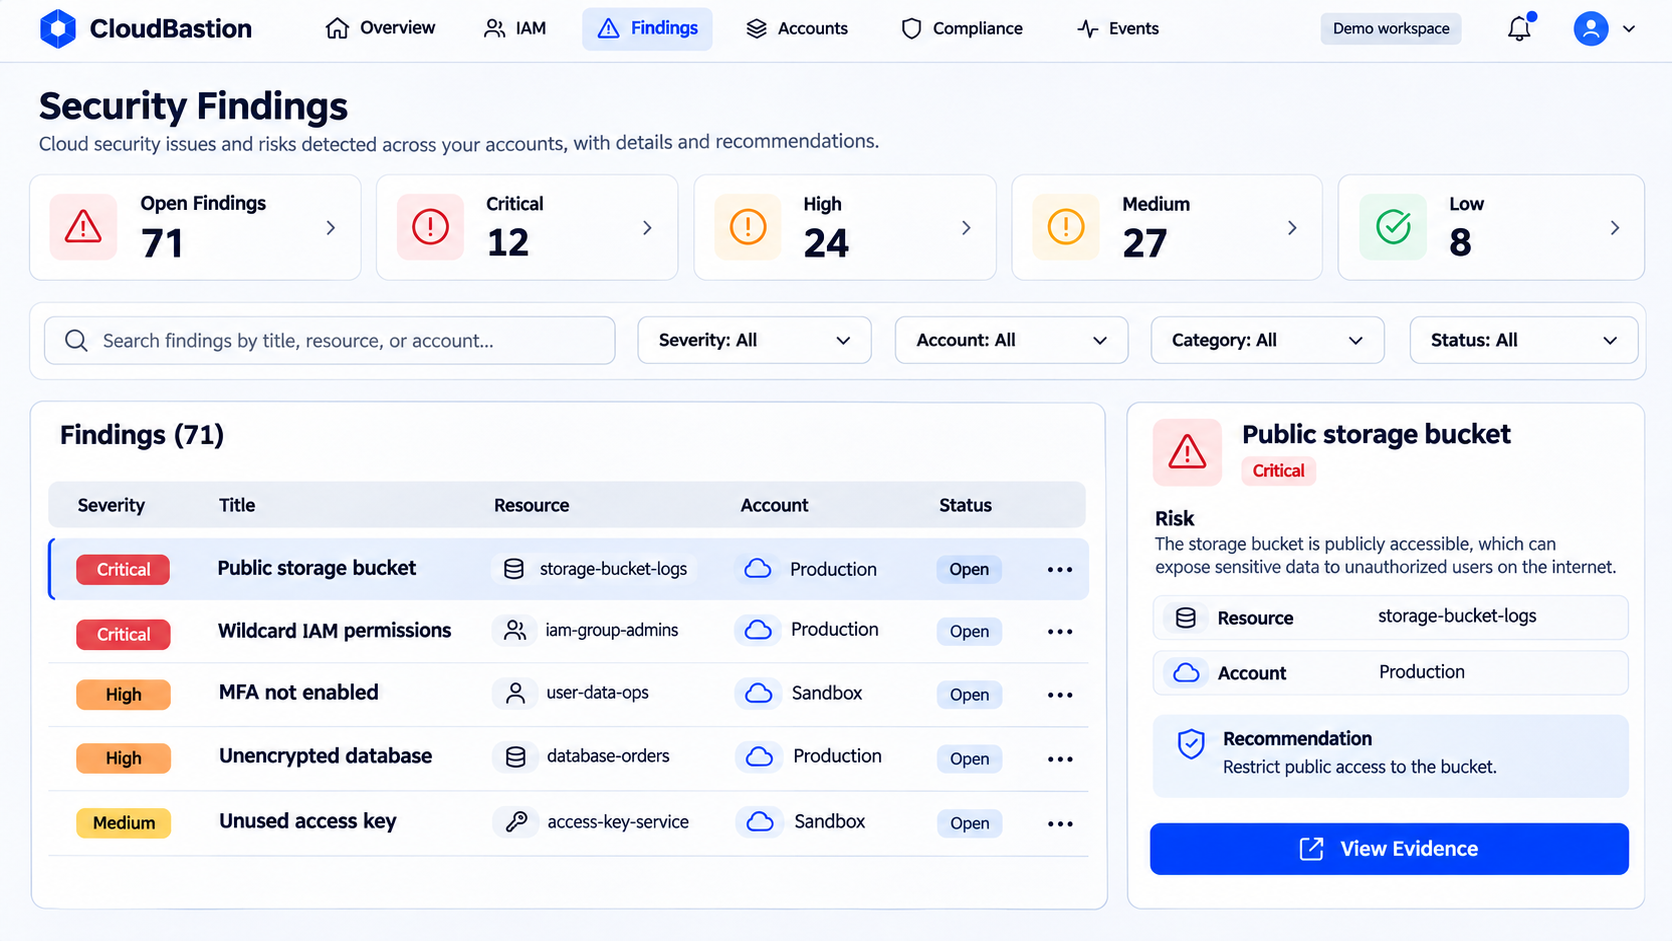 CloudBastion
Overview
IAM
Findings
Accounts
Compliance
Events
Demo workspace
Security Findings
Cloud security issues and risks detected across your accounts, with details and recommendations.
Open Findings
71
Critical
12
High
24
Medium
27
Low
8
Search findings by title, resource, or account...
Severity: All
Account: All
Category: All
Status: All
Findings (71)
Severity Title Resource Account Status
Critical Public storage bucket storage-bucket-logs Production Open
Critical Wildcard IAM permissions iam-group-admins Production Open
High MFA not enabled user-data-ops Sandbox Open
High Unencrypted database database-orders Production Open
Medium Unused access key access-key-service Sandbox Open
Public storage bucket
Critical
Risk
The storage bucket is publicly accessible, which can
expose sensitive data to unauthorized users on the internet.
Resource storage-bucket-logs
Account Production
Recommendation
Restrict public access to the bucket.
View Evidence